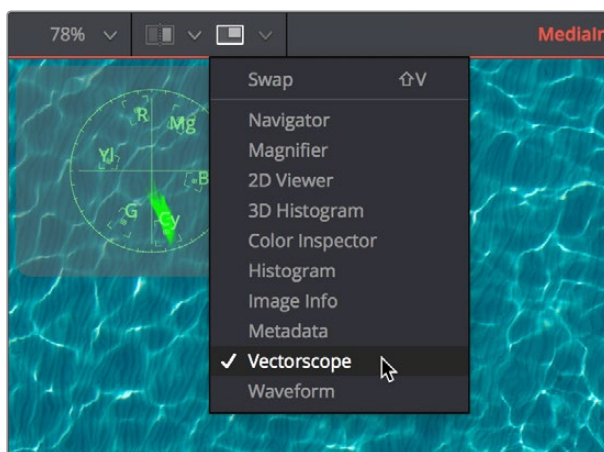 78%
MediaIn
Swap ⇧V
Navigator
Magnifier
2D Viewer
3D Histogram
Color Inspector
Histogram
Image Info
Metadata
✓ Vectorscope
Waveform
R
Mg
Yl
B
G
Cy